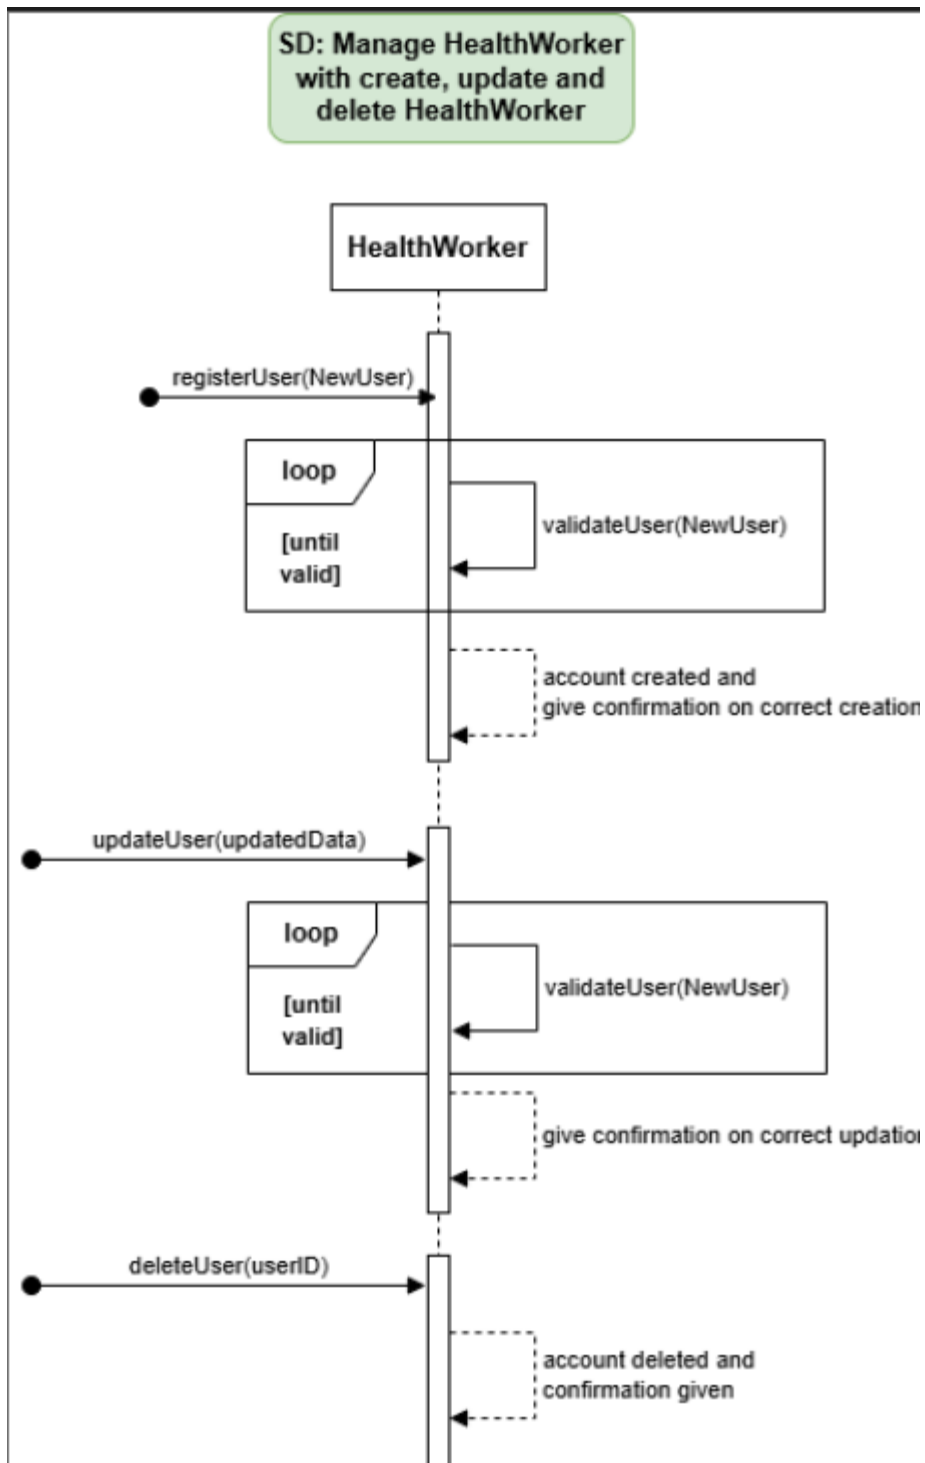 SD: Manage HealthWorker
with create, update and
delete HealthWorker
HealthWorker
registerUser(NewUser)
loop
[until
valid]
validateUser(NewUser)
account created and
give confirmation on correct creation
updateUser(updatedData)
loop
[until
valid]
validateUser(NewUser)
give confirmation on correct updation
deleteUser(userID)
account deleted and
confirmation given